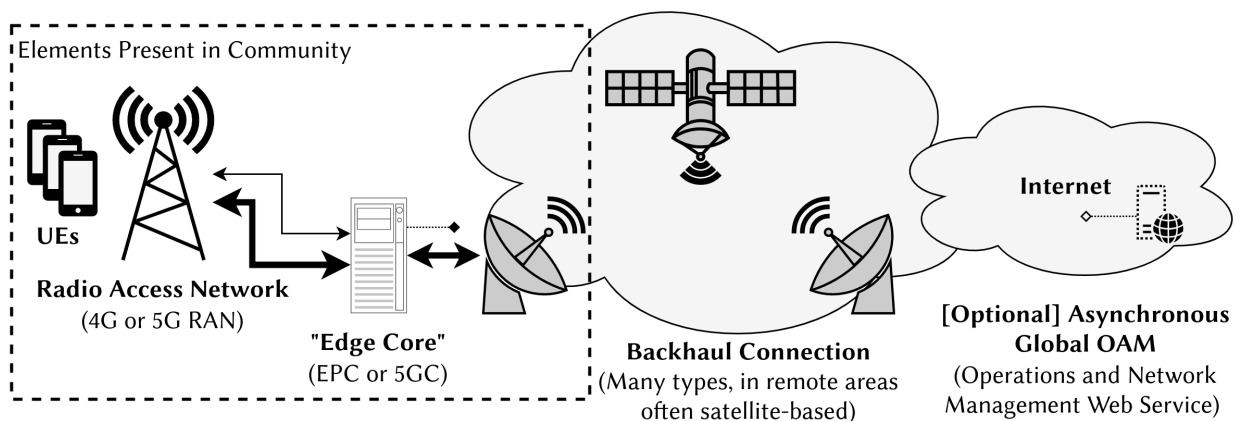 Elements Present in Community
UEs
Radio Access Network
(4G or 5G RAN)
"Edge Core"
(EPC or 5GC)
Backhaul Connection
(Many types, in remote areas
often satellite-based)
Internet
[Optional] Asynchronous
Global OAM
(Operations and Network
Management Web Service)